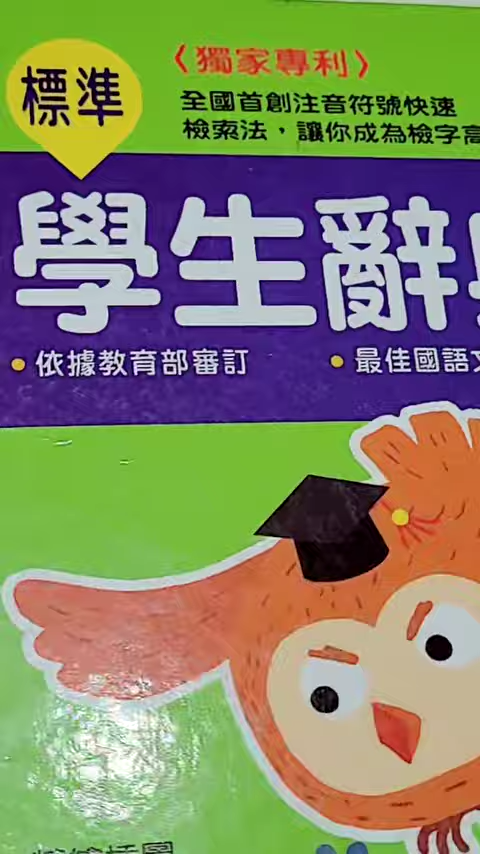 標準
〈獨家專利〉
全國首創注音符號快速
檢索法，讓你成為檢字高
學生辭
• 依據教育部審訂
• 最佳國語文